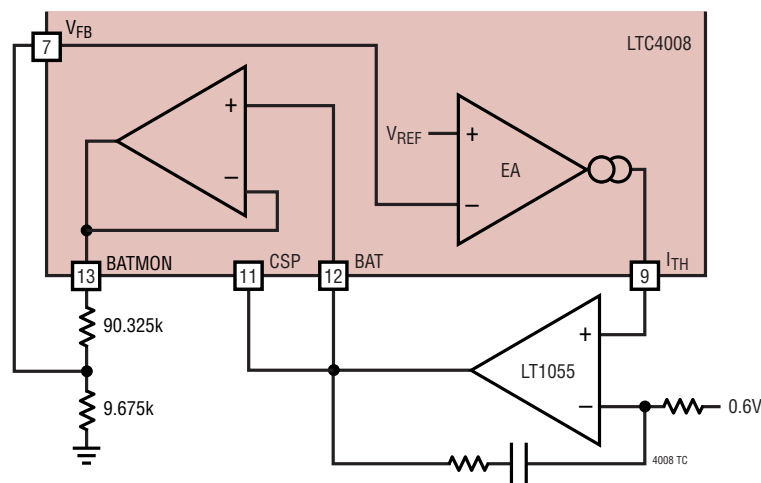 VFB
LTC4008
7
+
VREF
+
EA
–
–
13
BATMON
11
CSP
12
BAT
ITH
9
90.325k
+
LT1055
9.675k
–
0.6V
4008 TC